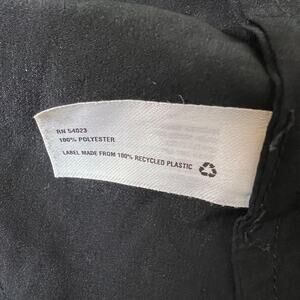 RN 54023
100% POLYESTER
LABEL MADE FROM 100% RECYCLED PLASTIC